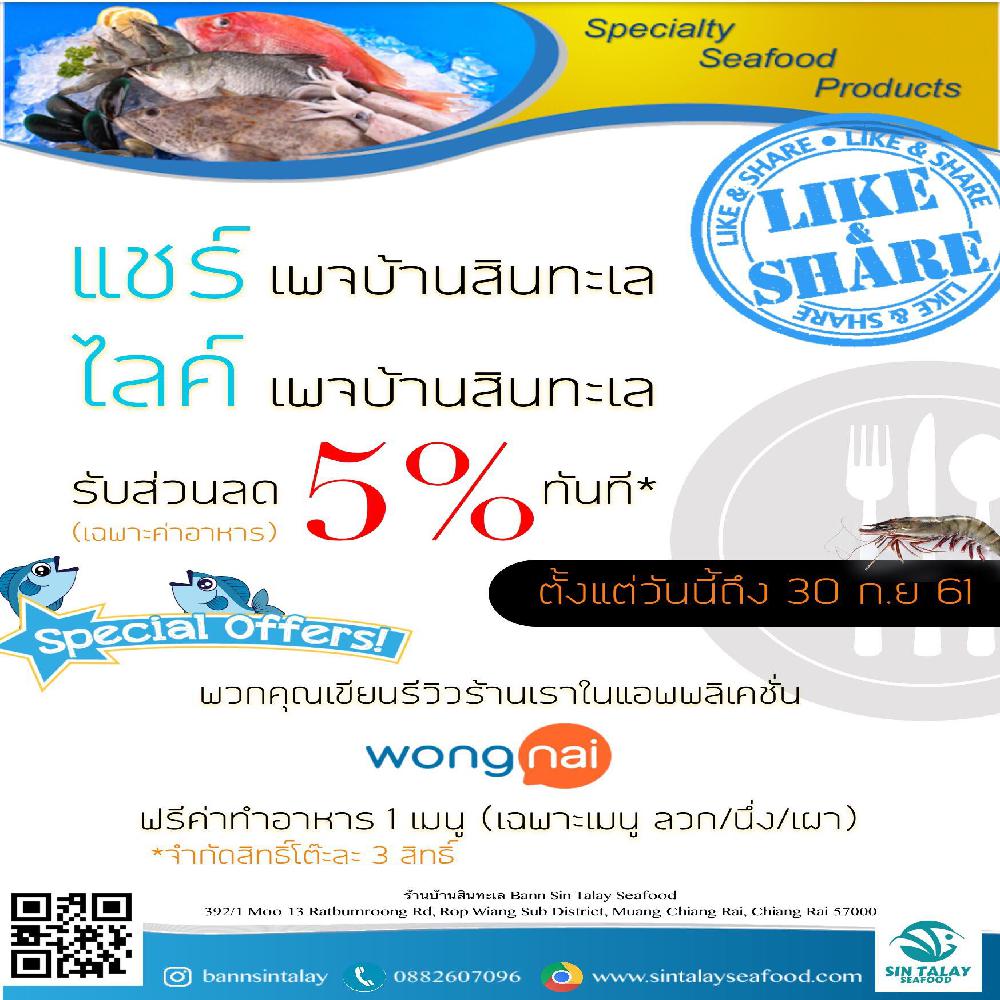 Specialty
Seafood
Products
LIKE & SHARE • LIKE & SHARE
LIKE
&
SHARE
LIKE & SHARE
แชร์ เพจบ้านสินทะเล
ไลค์ เพจบ้านสินทะเล
รับส่วนลด 5% ทันที*
(เฉพาะค่าอาหาร)
ตั้งแต่วันนี้ถึง 30 ก.ย 61
Special Offers!
พวกคุณเขียนรีวิวร้านเราในแอพพลิเคชั่น
wongnai
ฟรีค่าทำอาหาร 1 เมนู (เฉพาะเมนู ลวก/นึ่ง/เผา)
*จำกัดสิทธิ์โต๊ะละ 3 สิทธิ์
ร้านบ้านสินทะเล Bann Sin Talay Seafood
392/1 Moo 13 Ratbumroong Rd, Rop Wiang Sub District, Muang Chiang Rai, Chiang Rai 57000
bannsintalay 0882607096 www.sintalayseafood.com
SIN TALAY
SEAFOOD